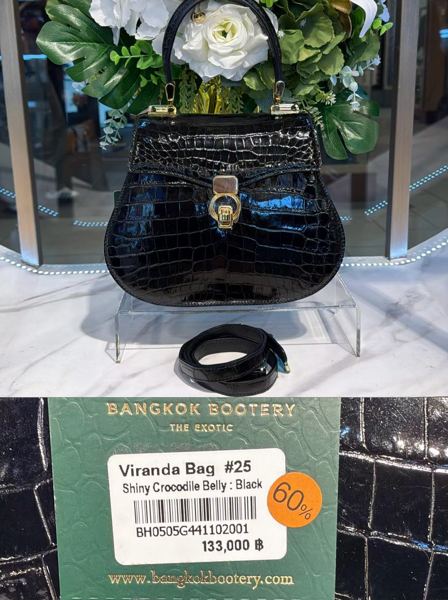 BANGKOK BOOTERY
THE EXOTIC
Viranda Bag #25
Shiny Crocodile Belly : Black
BH0505G441102001
133,000 ฿
60%
www.bangkokbootery.com